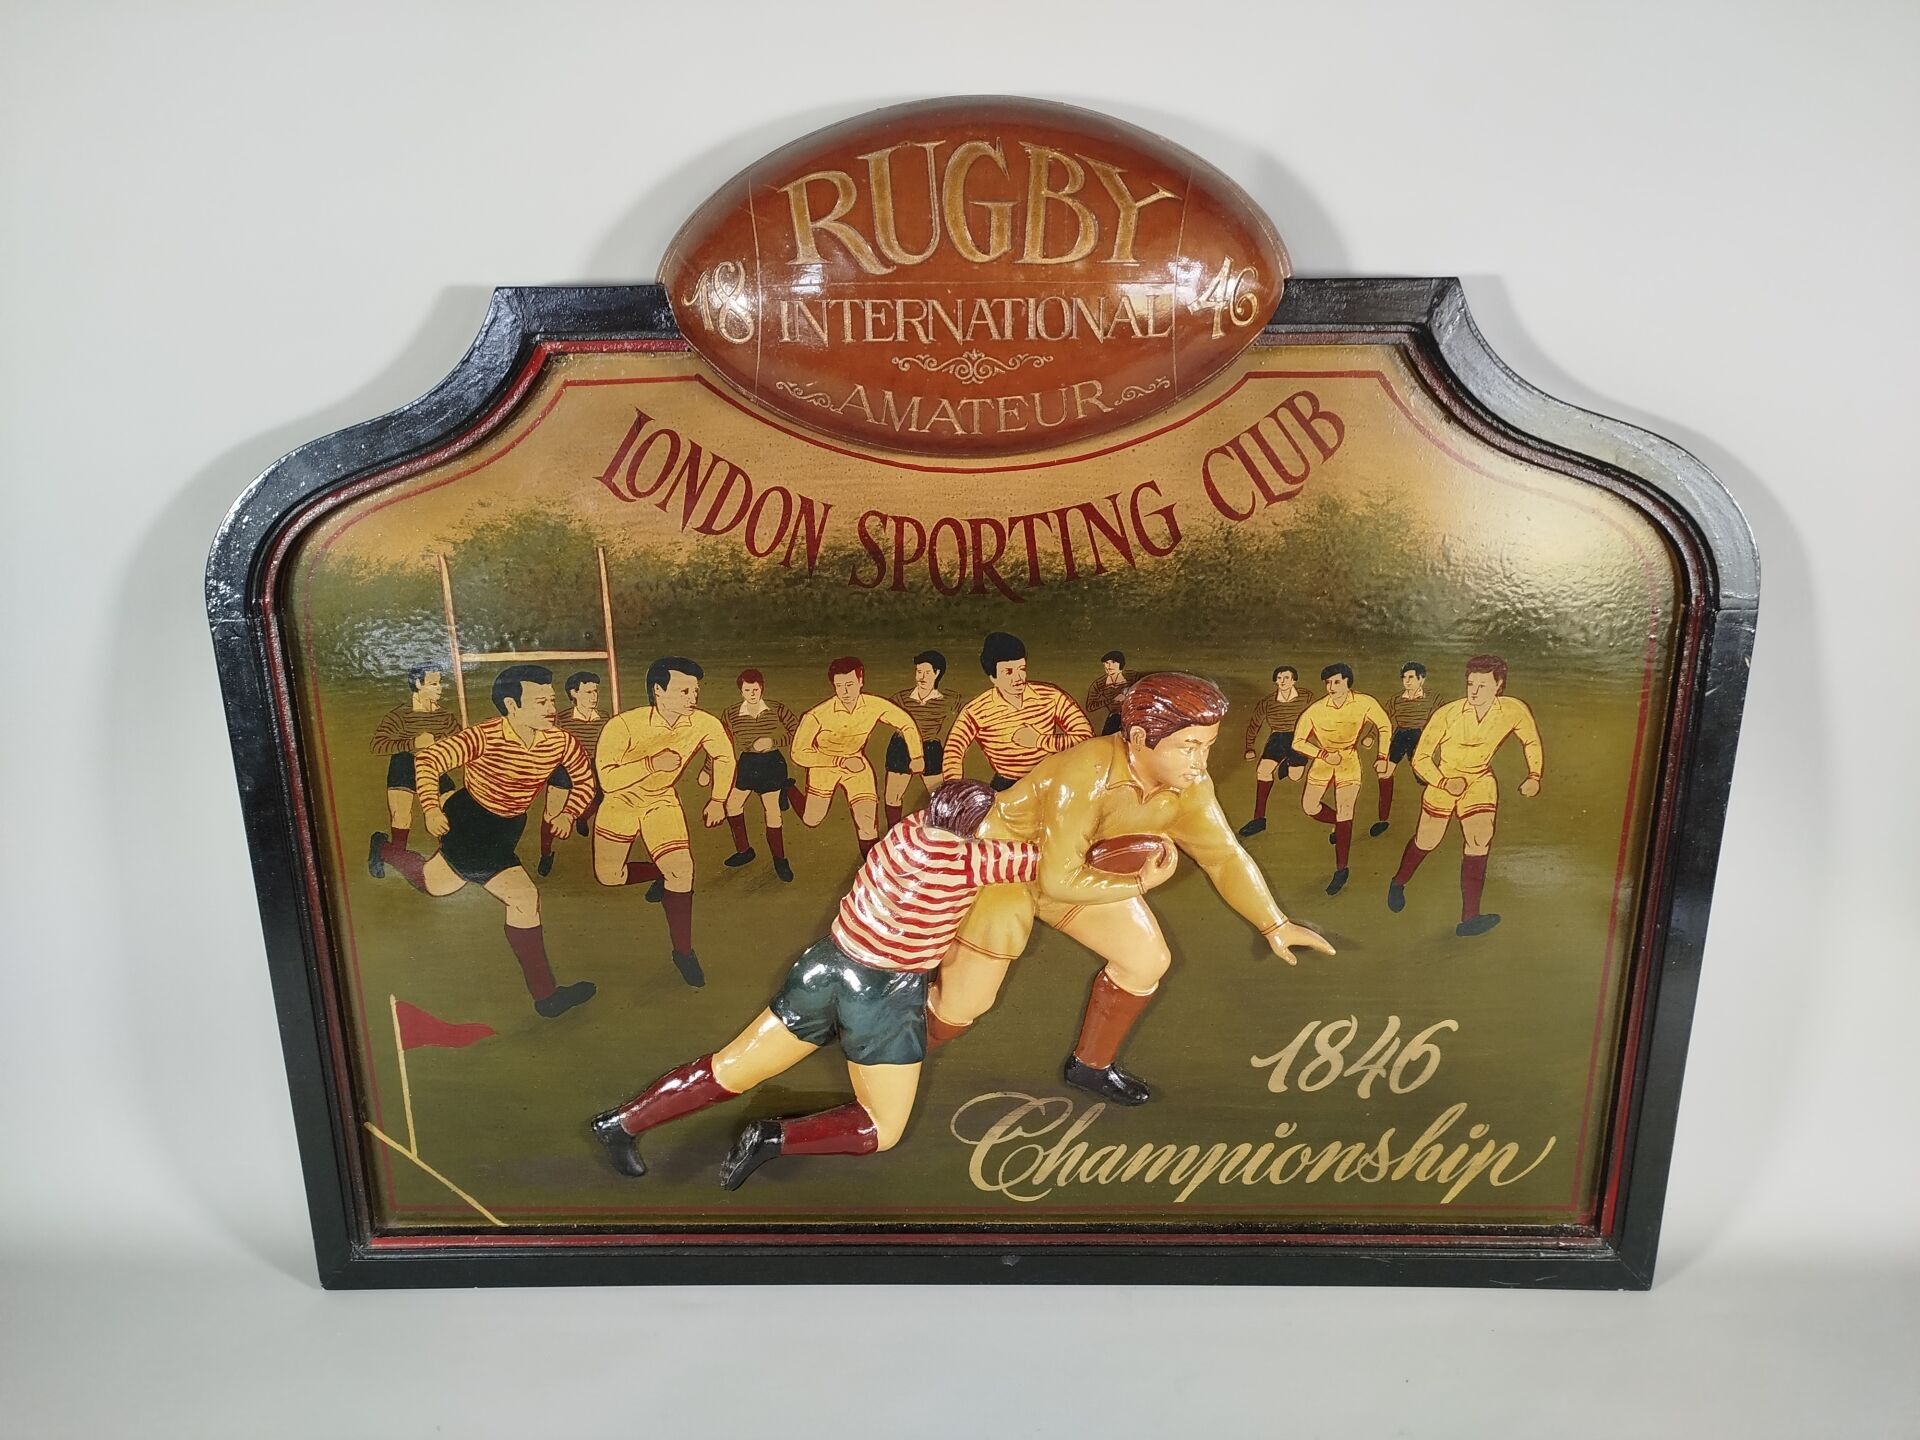 RUGBY
18 INTERNATIONAL 46
AMATEUR
LONDON SPORTING CLUB
1846
Championship